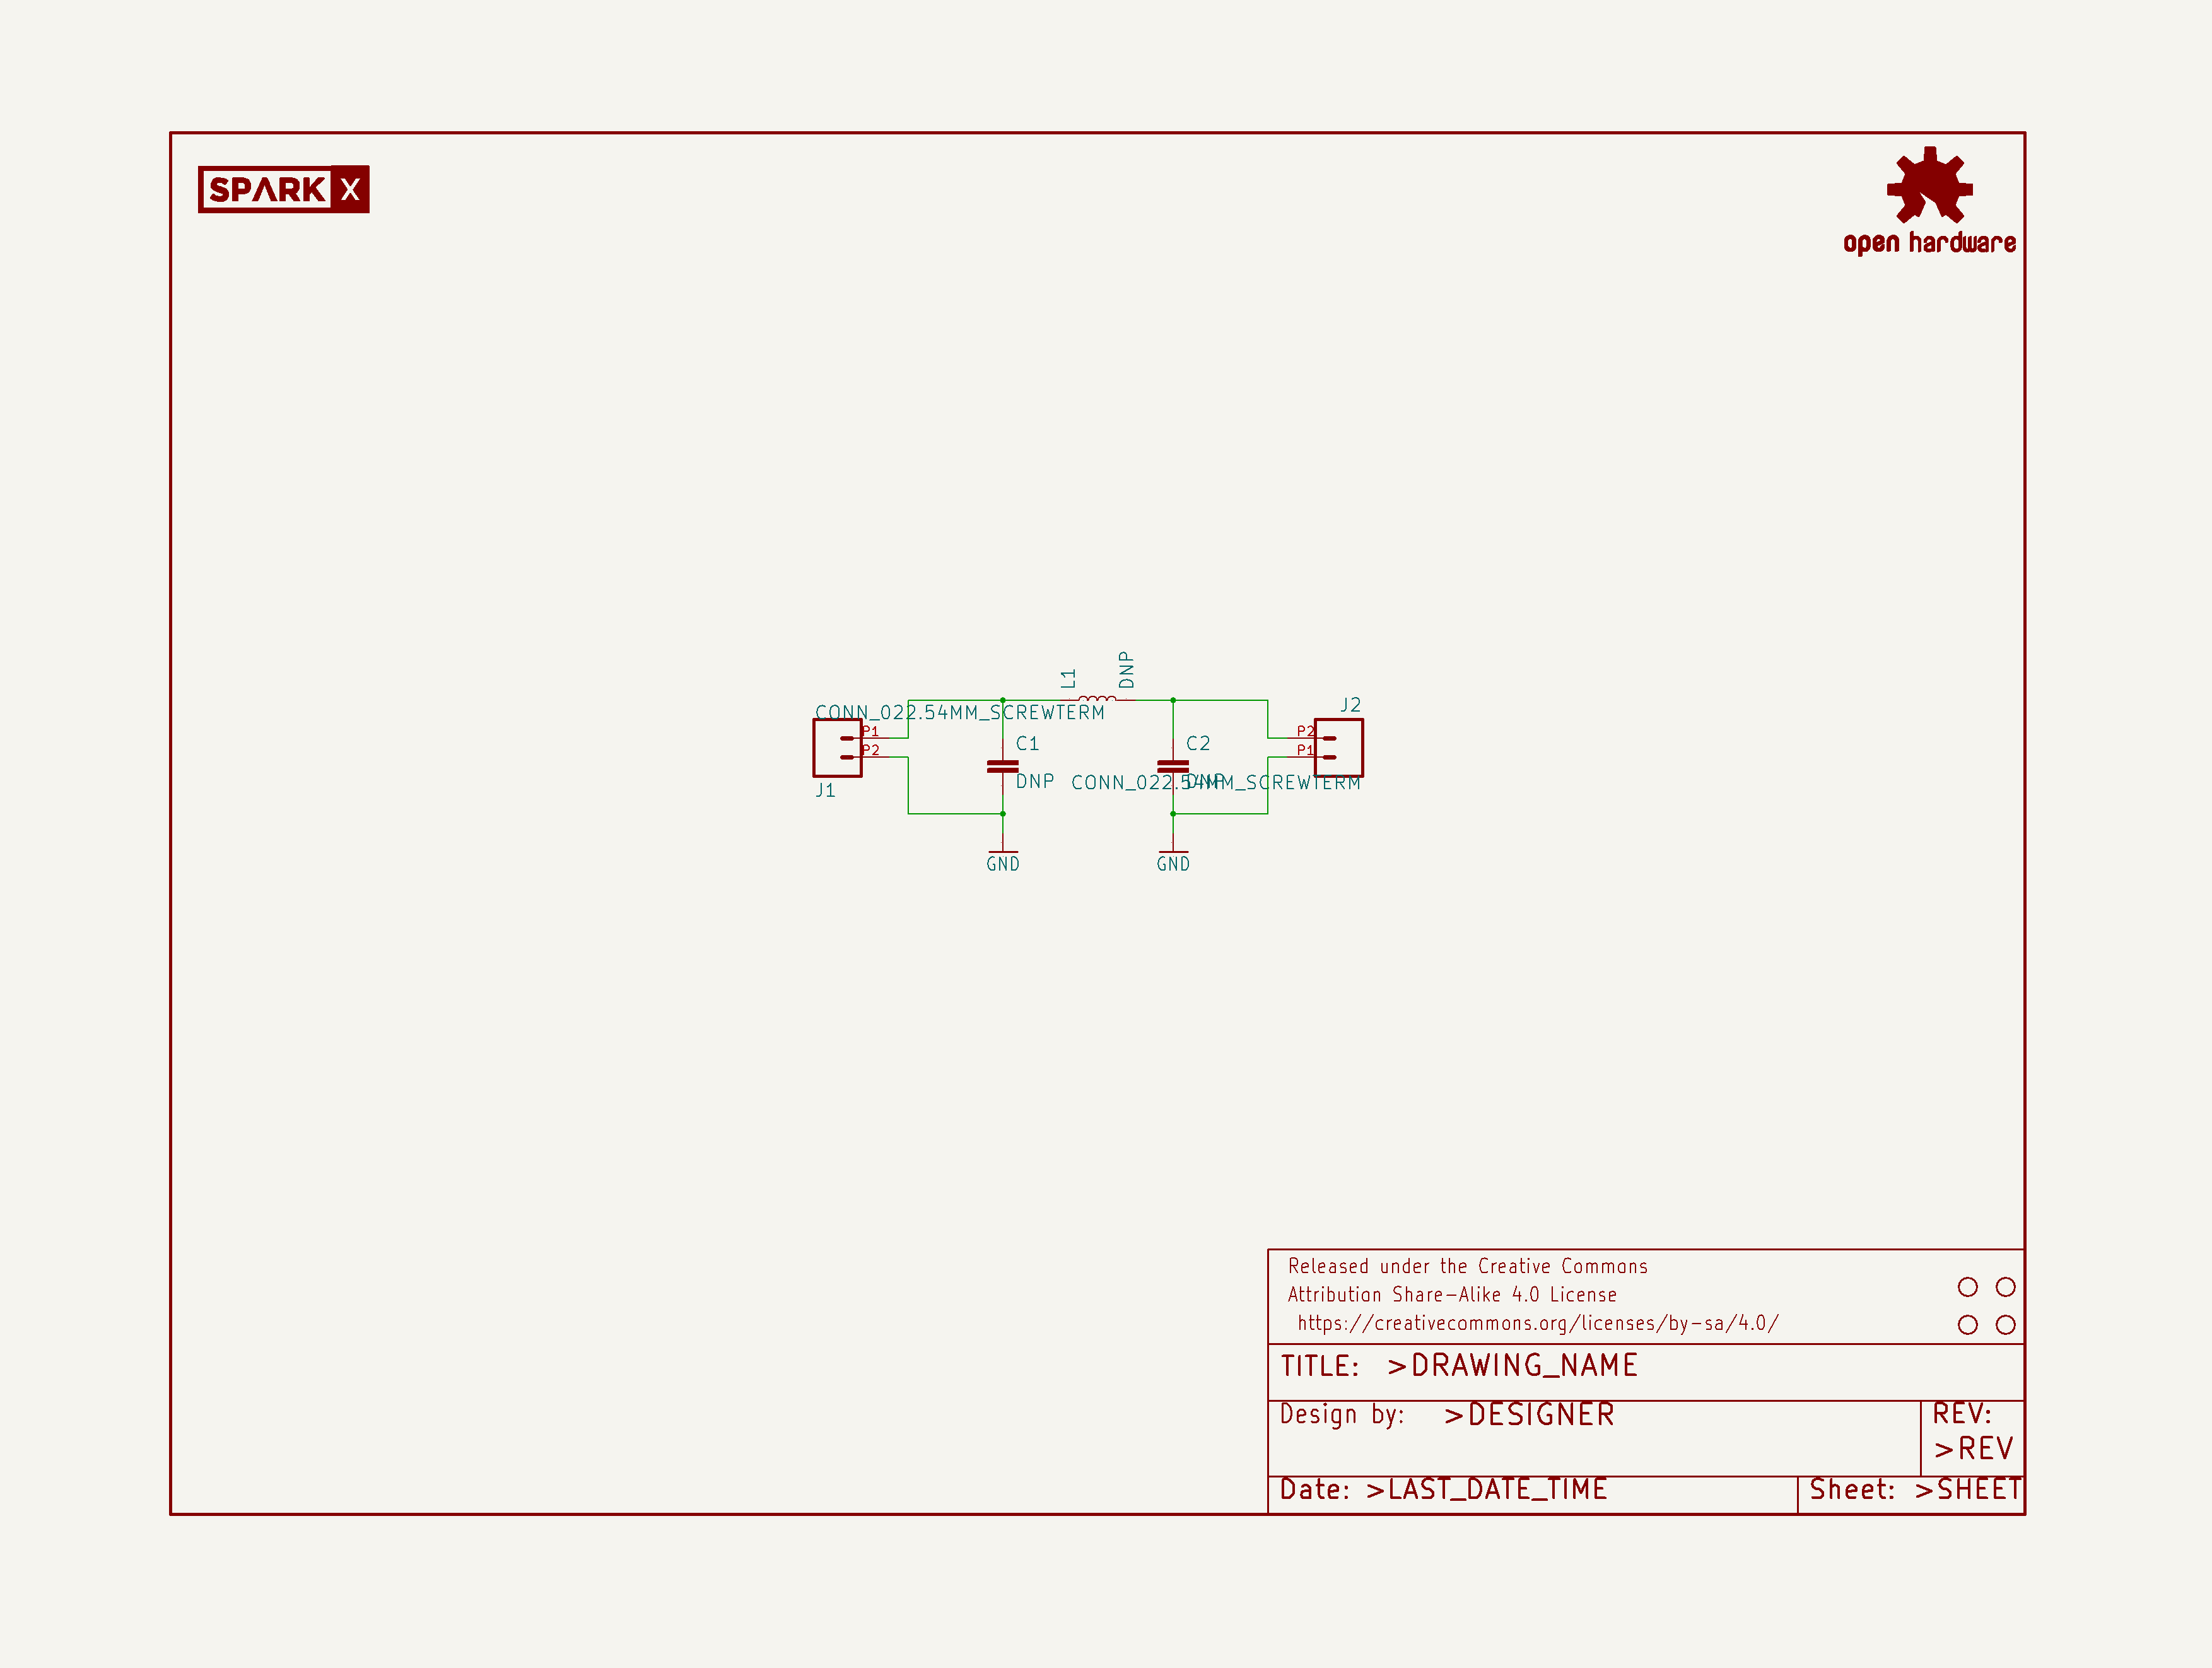 SPARK X
open hardware
L1
DNP
CONN_022.54MM_SCREWTERM
J2
P1
P2
P2
P1
C1
C2
DNP
CONN_022.54MM_SCREWTERM
DNP
J1
GND
GND
Released under the Creative Commons
Attribution Share-Alike 4.0 License
https://creativecommons.org/licenses/by-sa/4.0/
TITLE: >DRAWING_NAME
Design by: >DESIGNER
REV:
>REV
Date: >LAST_DATE_TIME
Sheet: >SHEET